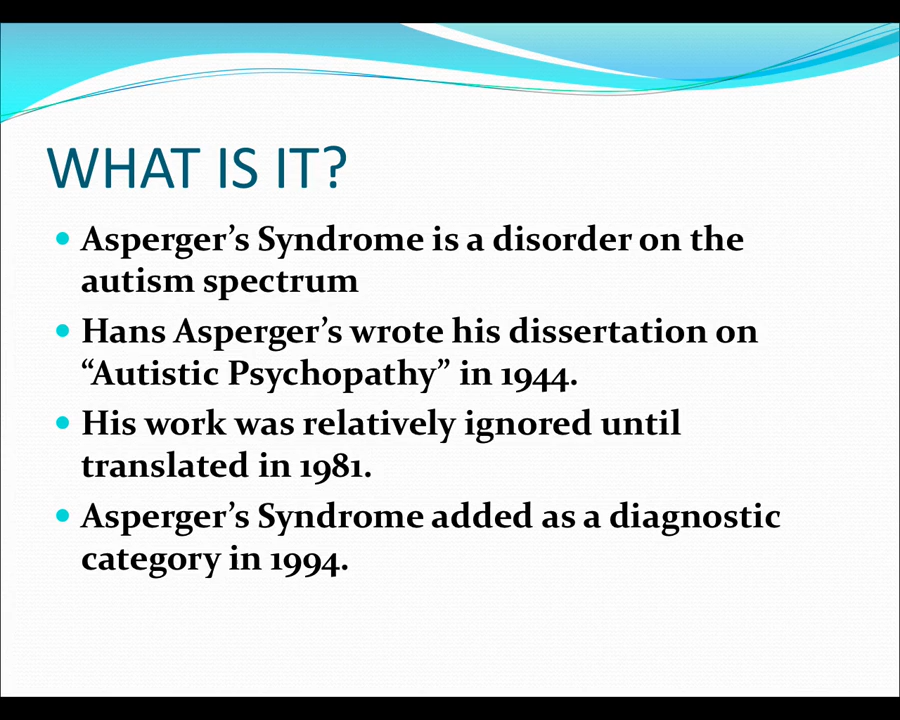 WHAT IS IT?
Asperger’s Syndrome is a disorder on the
autism spectrum
Hans Asperger’s wrote his dissertation on
“Autistic Psychopathy” in 1944.
His work was relatively ignored until
translated in 1981.
Asperger’s Syndrome added as a diagnostic
category in 1994.